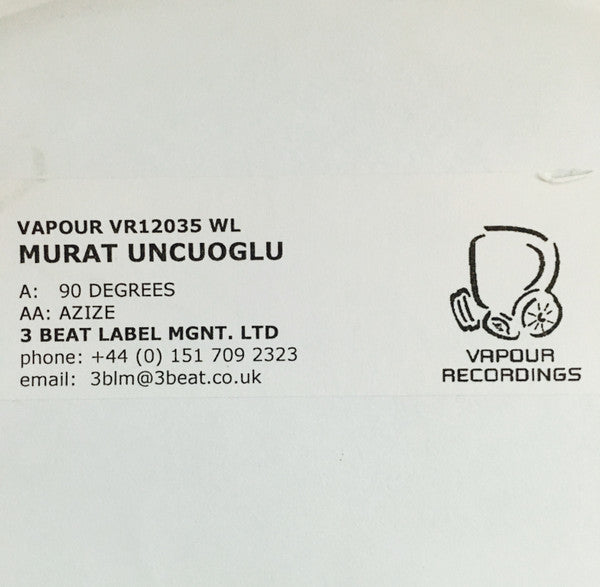 VAPOUR VR12035 WL
MURAT UNCUOGLU
A: 90 DEGREES
AA: AZIZE
3 BEAT LABEL MGNT. LTD
phone: +44 (0) 151 709 2323
email: 3blm@3beat.co.uk
VAPOUR
RECORDINGS